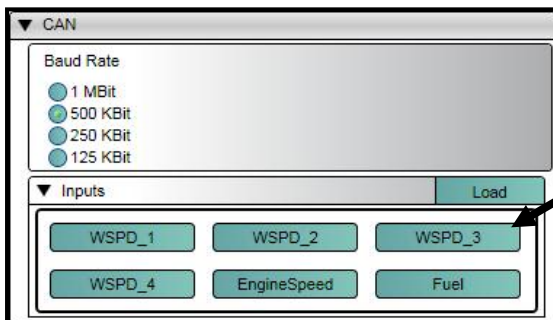 CAN
Baud Rate
1 MBit
500 KBit
250 KBit
125 KBit
Inputs Load
WSPD_1 WSPD_2 WSPD_3
WSPD_4 EngineSpeed Fuel